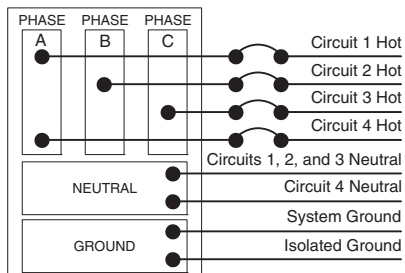 PHASE PHASE PHASE
A B C
Circuit 1 Hot
Circuit 2 Hot
Circuit 3 Hot
Circuit 4 Hot
Circuits 1, 2, and 3 Neutral
NEUTRAL
Circuit 4 Neutral
System Ground
GROUND
Isolated Ground